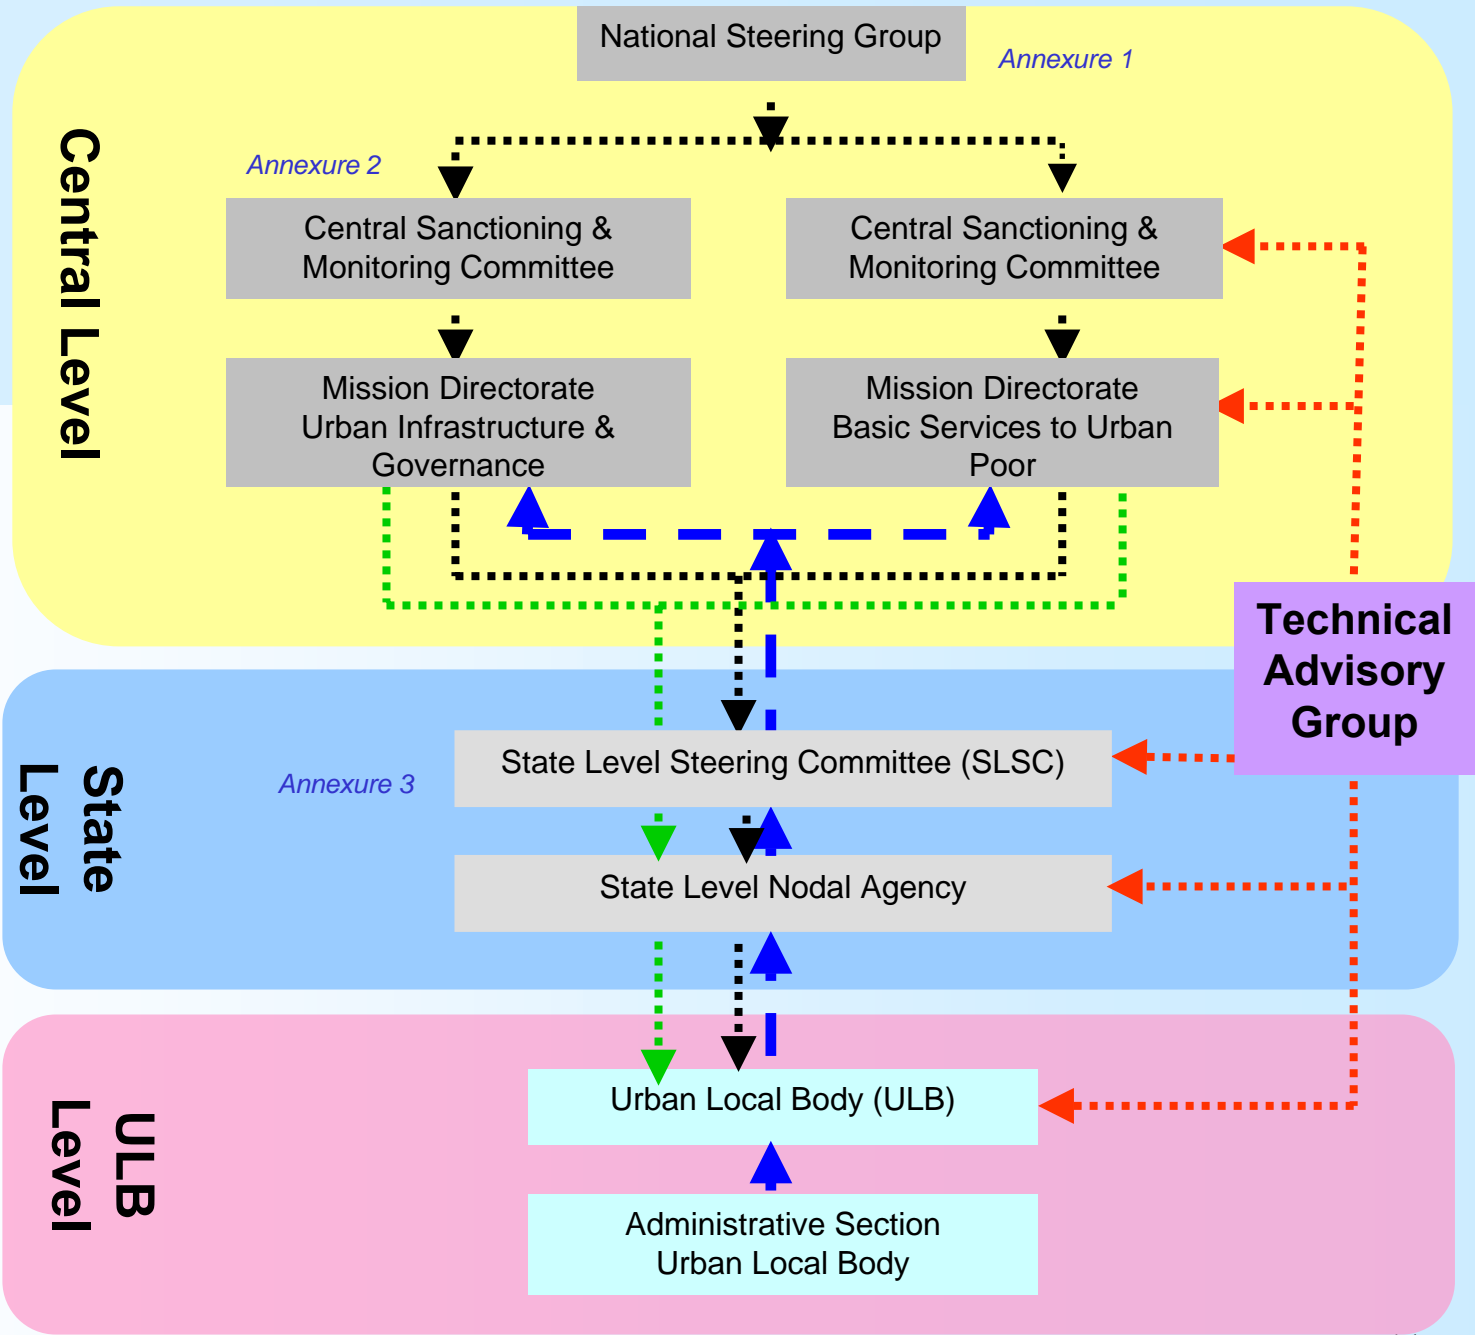 National Steering Group
Annexure 1
Central Level
Annexure 2
Central Sanctioning &
Monitoring Committee
Central Sanctioning &
Monitoring Committee
Mission Directorate
Urban Infrastructure &
Governance
Mission Directorate
Basic Services to Urban
Poor
Technical
Advisory
Group
State
Level
State Level Steering Committee (SLSC)
Annexure 3
State Level Nodal Agency
ULB
Level
Urban Local Body (ULB)
Administrative Section
Urban Local Body